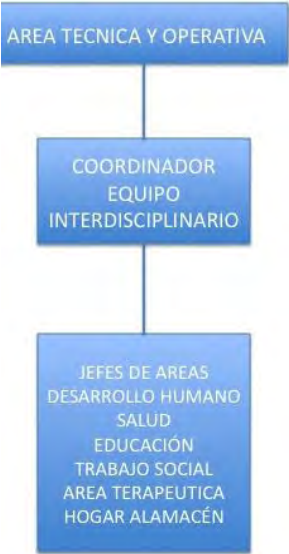 AREA TECNICA Y OPERATIVA
COORDINADOR
EQUIPO
INTERDISCIPLINARIO
JEFES DE AREAS
DESARROLLO HUMANO
SALUD
EDUCACIÓN
TRABAJO SOCIAL
AREA TERAPEUTICA
HOGAR ALAMACÉN